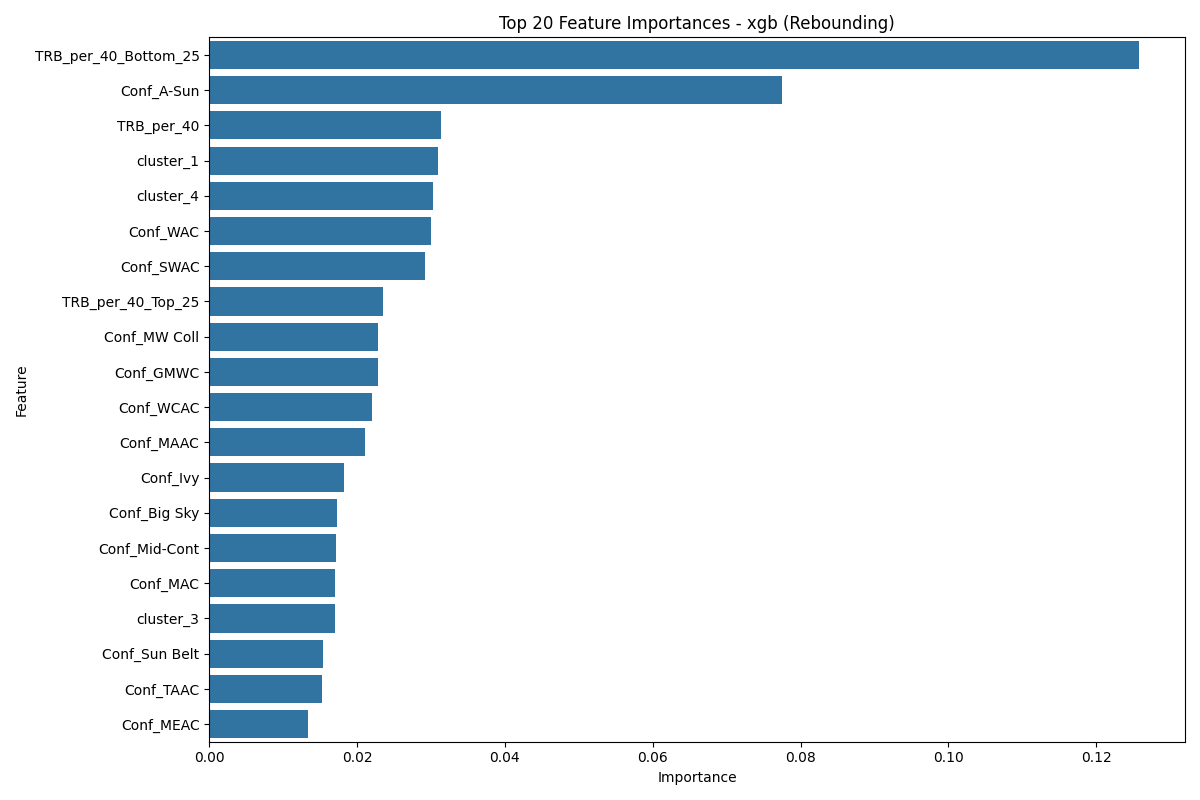 Top 20 Feature Importances - xgb (Rebounding)
TRB_per_40_Bottom_25
Conf_A-Sun
TRB_per_40
cluster_1
cluster_4
Conf_WAC
Conf_SWAC
TRB_per_40_Top_25
Conf_MW Coll
Conf_GMWC
Conf_WCAC
Conf_MAAC
Conf_Ivy
Conf_Big Sky
Conf_Mid-Cont
Conf_MAC
cluster_3
Conf_Sun Belt
Conf_TAAC
Conf_MEAC
Feature
0.00 0.02 0.04 0.06 0.08 0.10 0.12
Importance